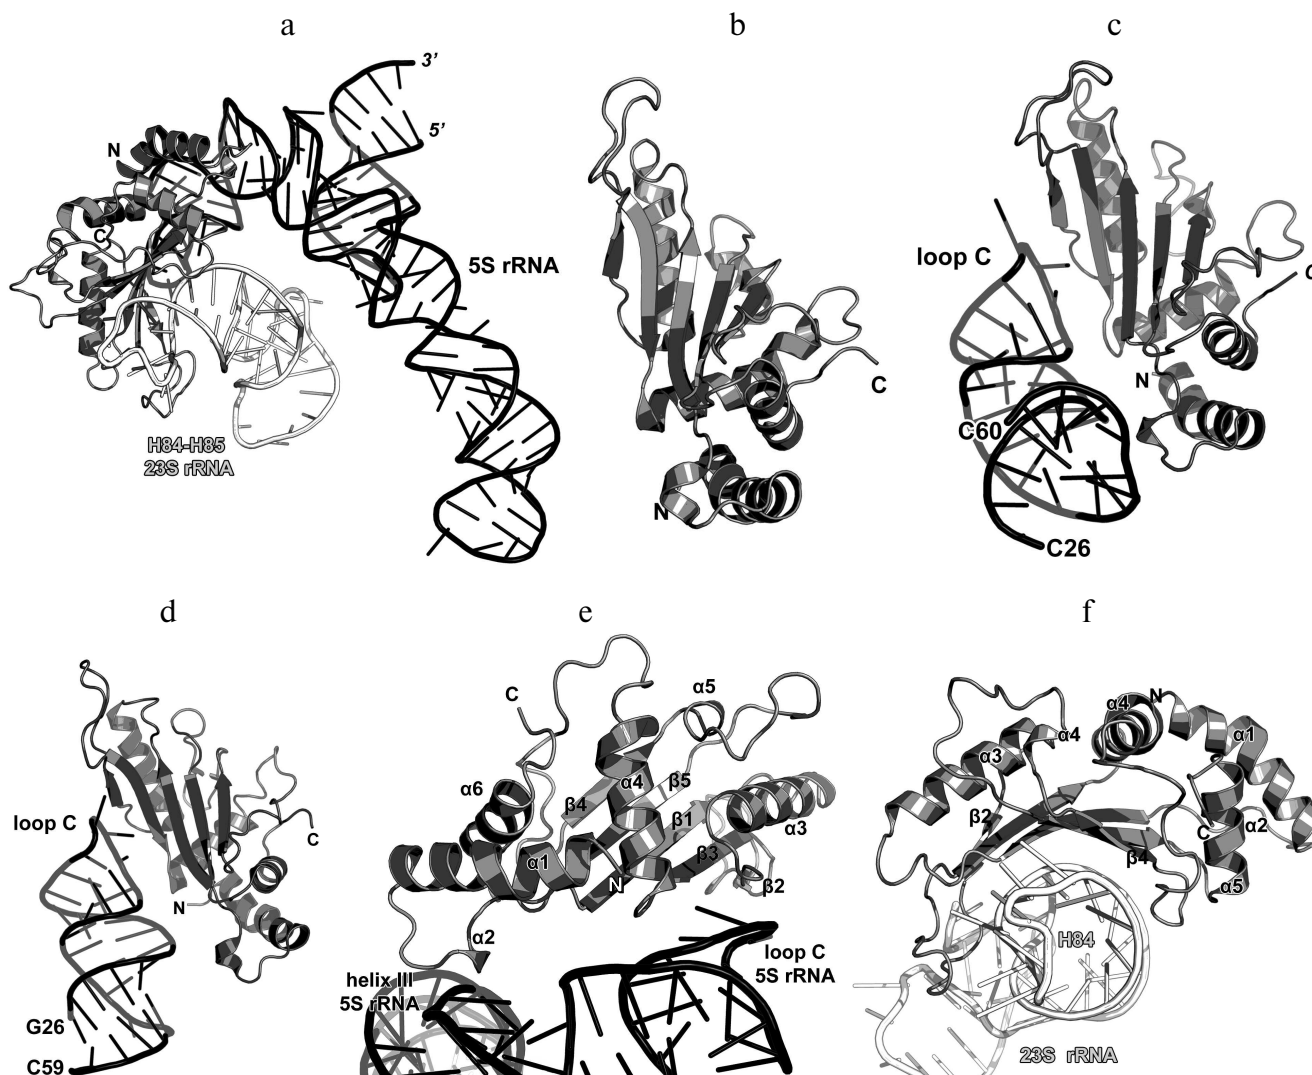 a
b
c
3’
5’
N
C
5S rRNA
H84-H85
23S rRNA
C
N
loop C
C
N
C60
C26
d
e
f
loop C
C
N
G26
C59
C
α5
α6
α4
β5
β4
β1
α3
α1
β3
N
β2
α2
helix III
5S rRNA
loop C
5S rRNA
α4
N
α3
α4
α1
β2
C
α2
β4
α5
H84
23S rRNA